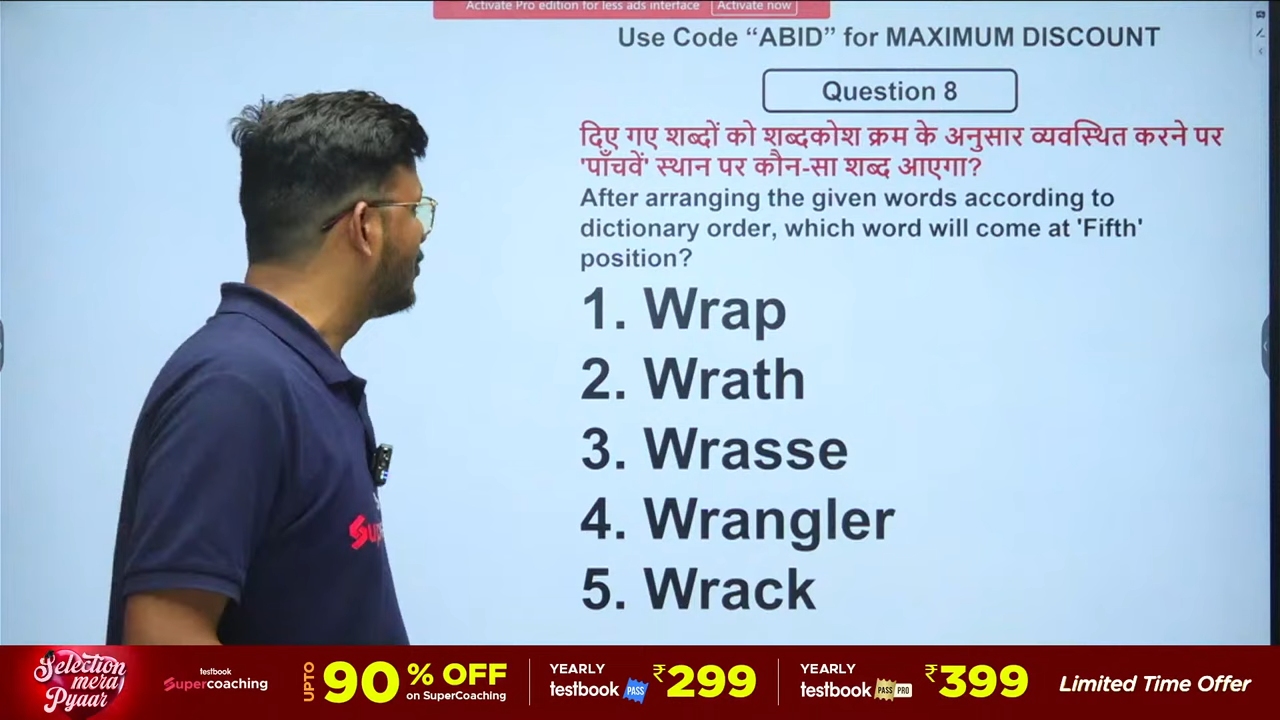 Activate Pro edition for less ads interface Activate now
Use Code “ABID” for MAXIMUM DISCOUNT
Question 8
दिए गए शब्दों को शब्दकोश क्रम के अनुसार व्यवस्थित करने पर
'पाँचवें' स्थान पर कौन-सा शब्द आएगा?
After arranging the given words according to
dictionary order, which word will come at 'Fifth'
position?
1. Wrap
2. Wrath
3. Wrasse
4. Wrangler
5. Wrack
Selection
mera
Pyaar
testbook
Supercoaching
UPTO 90% OFF
on SuperCoaching
YEARLY
testbook PASS
₹299
YEARLY
testbook PASS PRO
₹399
Limited Time Offer